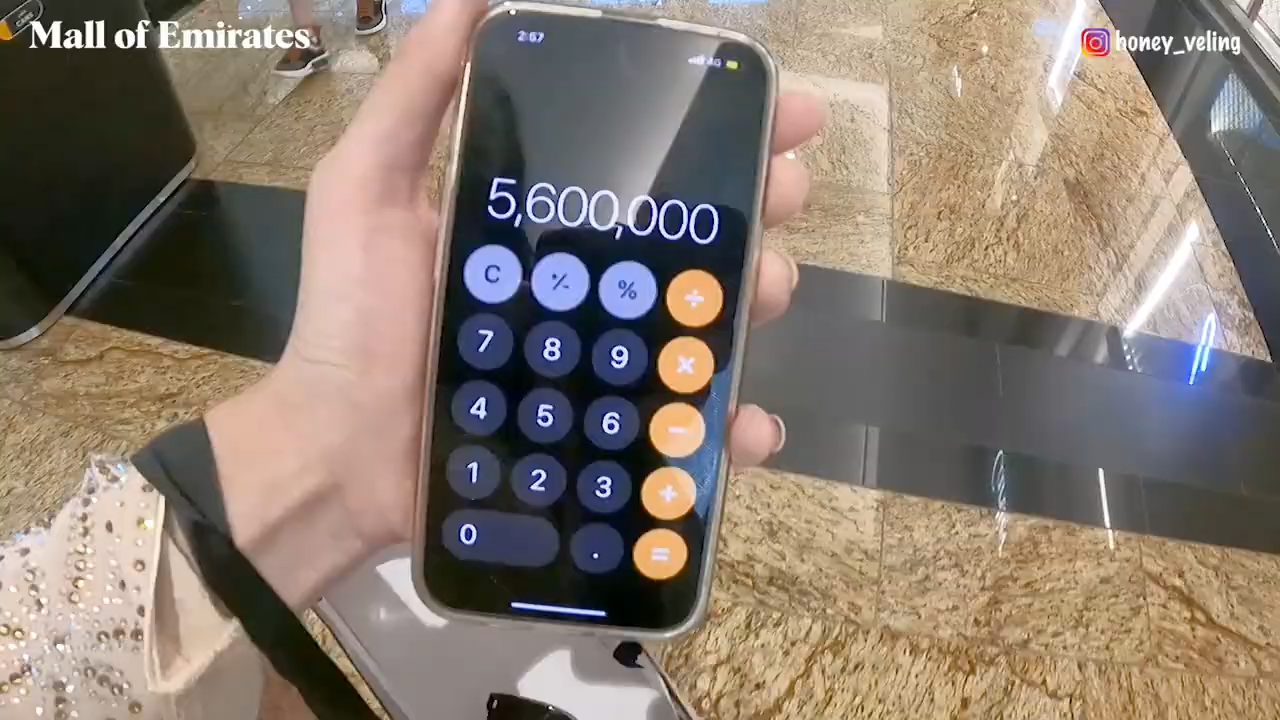 Mall of Emirates
honey_veling
2:57
4G
5,600,000
C +/- % ÷
7 8 9 ×
4 5 6 −
1 2 3 +
0 . =